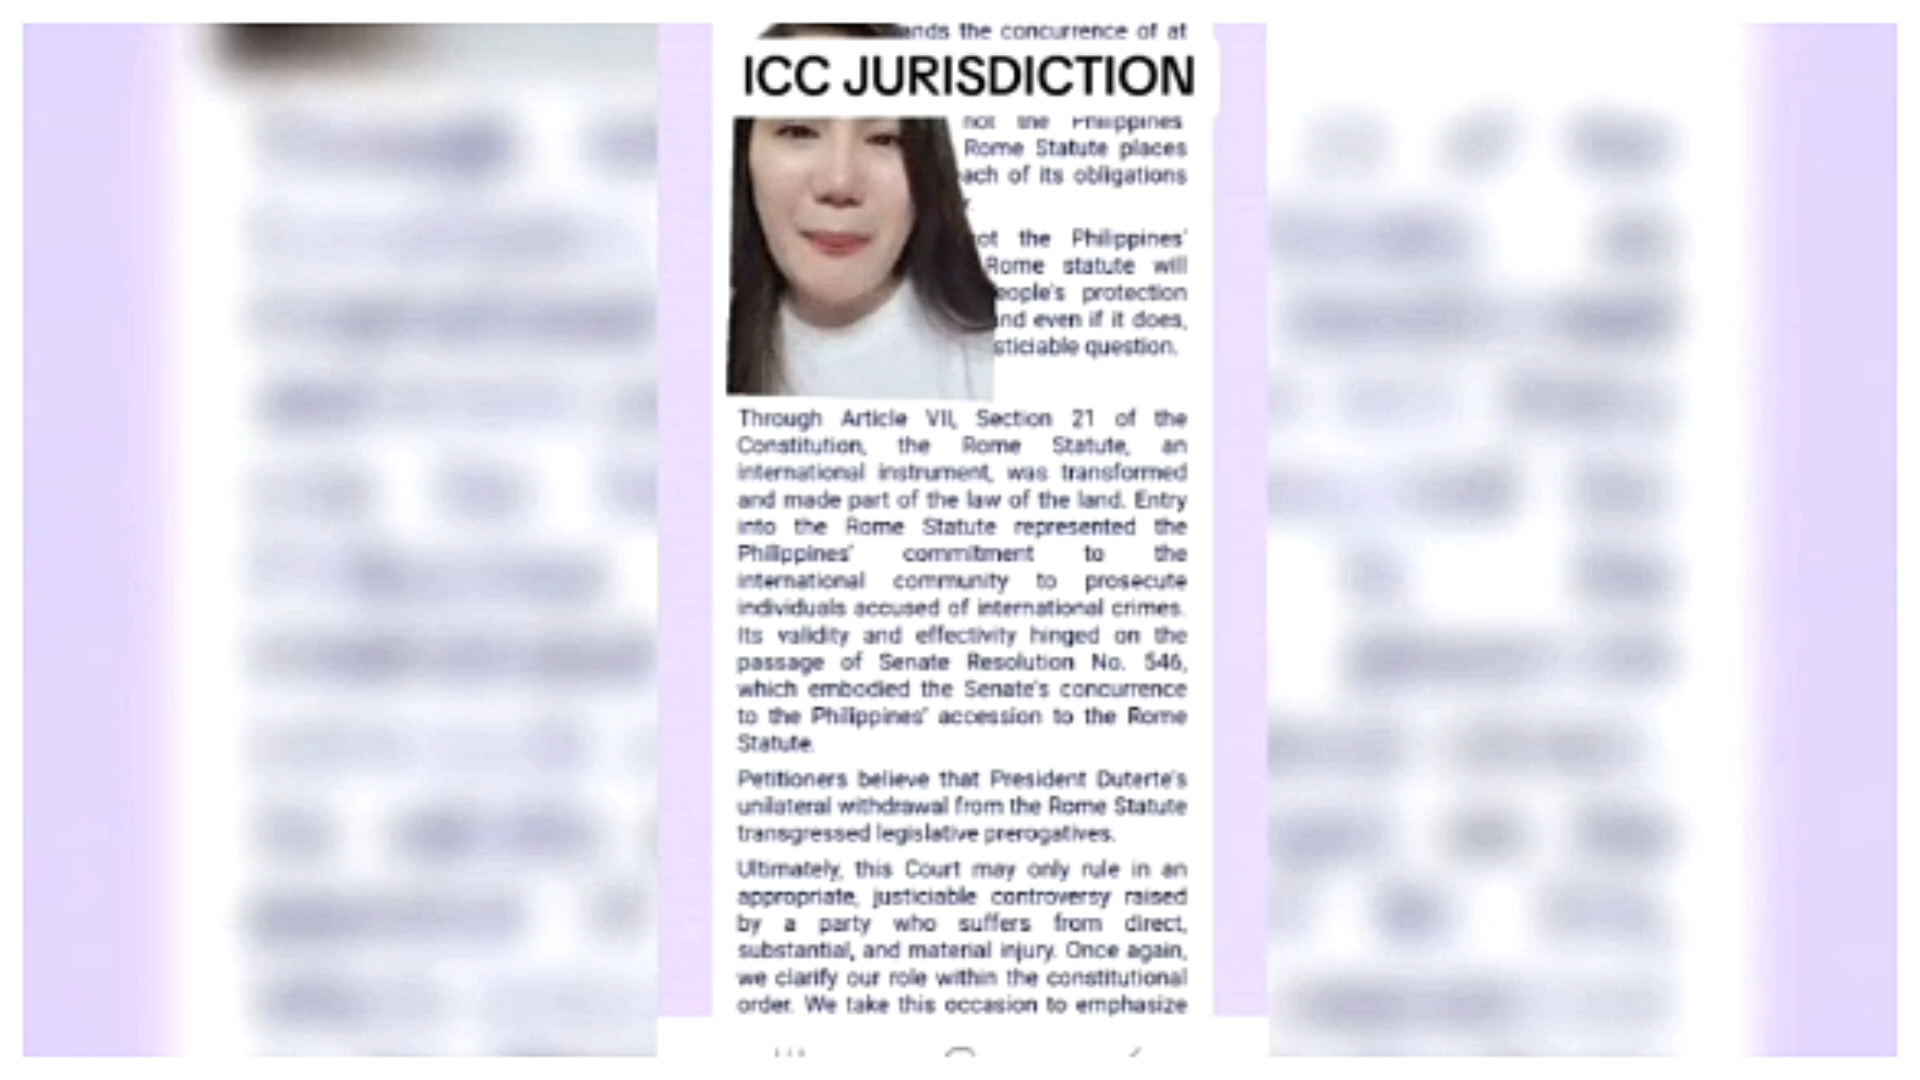 ands the concurrence of at
ICC JURISDICTION
not the Philippines
Rome Statute places
ach of its obligations
ot the Philippines'
Rome statute will
eople's protection
nd even if it does,
sticiable question.
Through Article VII, Section 21 of the
Constitution, the Rome Statute, an
international instrument, was transformed
and made part of the law of the land. Entry
into the Rome Statute represented the
Philippines' commitment to the
international community to prosecute
individuals accused of international crimes.
Its validity and effectivity hinged on the
passage of Senate Resolution No. 546,
which embodied the Senate's concurrence
to the Philippines' accession to the Rome
Statute.
Petitioners believe that President Duterte's
unilateral withdrawal from the Rome Statute
transgressed legislative prerogatives.
Ultimately, this Court may only rule in an
appropriate, justiciable controversy raised
by a party who suffers from direct,
substantial, and material injury. Once again,
we clarify our role within the constitutional
order. We take this occasion to emphasize